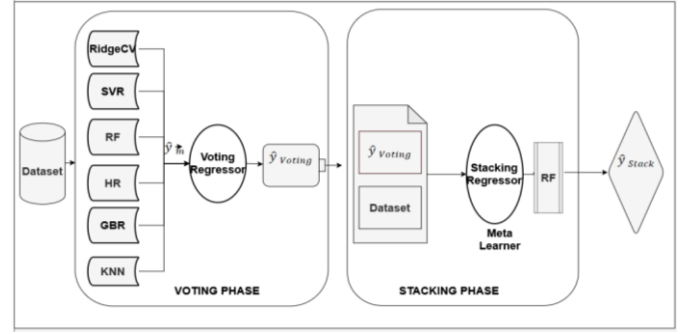 Dataset
RidgeCV
SVR
RF
HR
GBR
KNN
ŷ m
Voting
Regressor
ŷ Voting
VOTING PHASE
ŷ Voting
Dataset
Stacking
Regressor
Meta
Learner
RF
STACKING PHASE
ŷ Stack